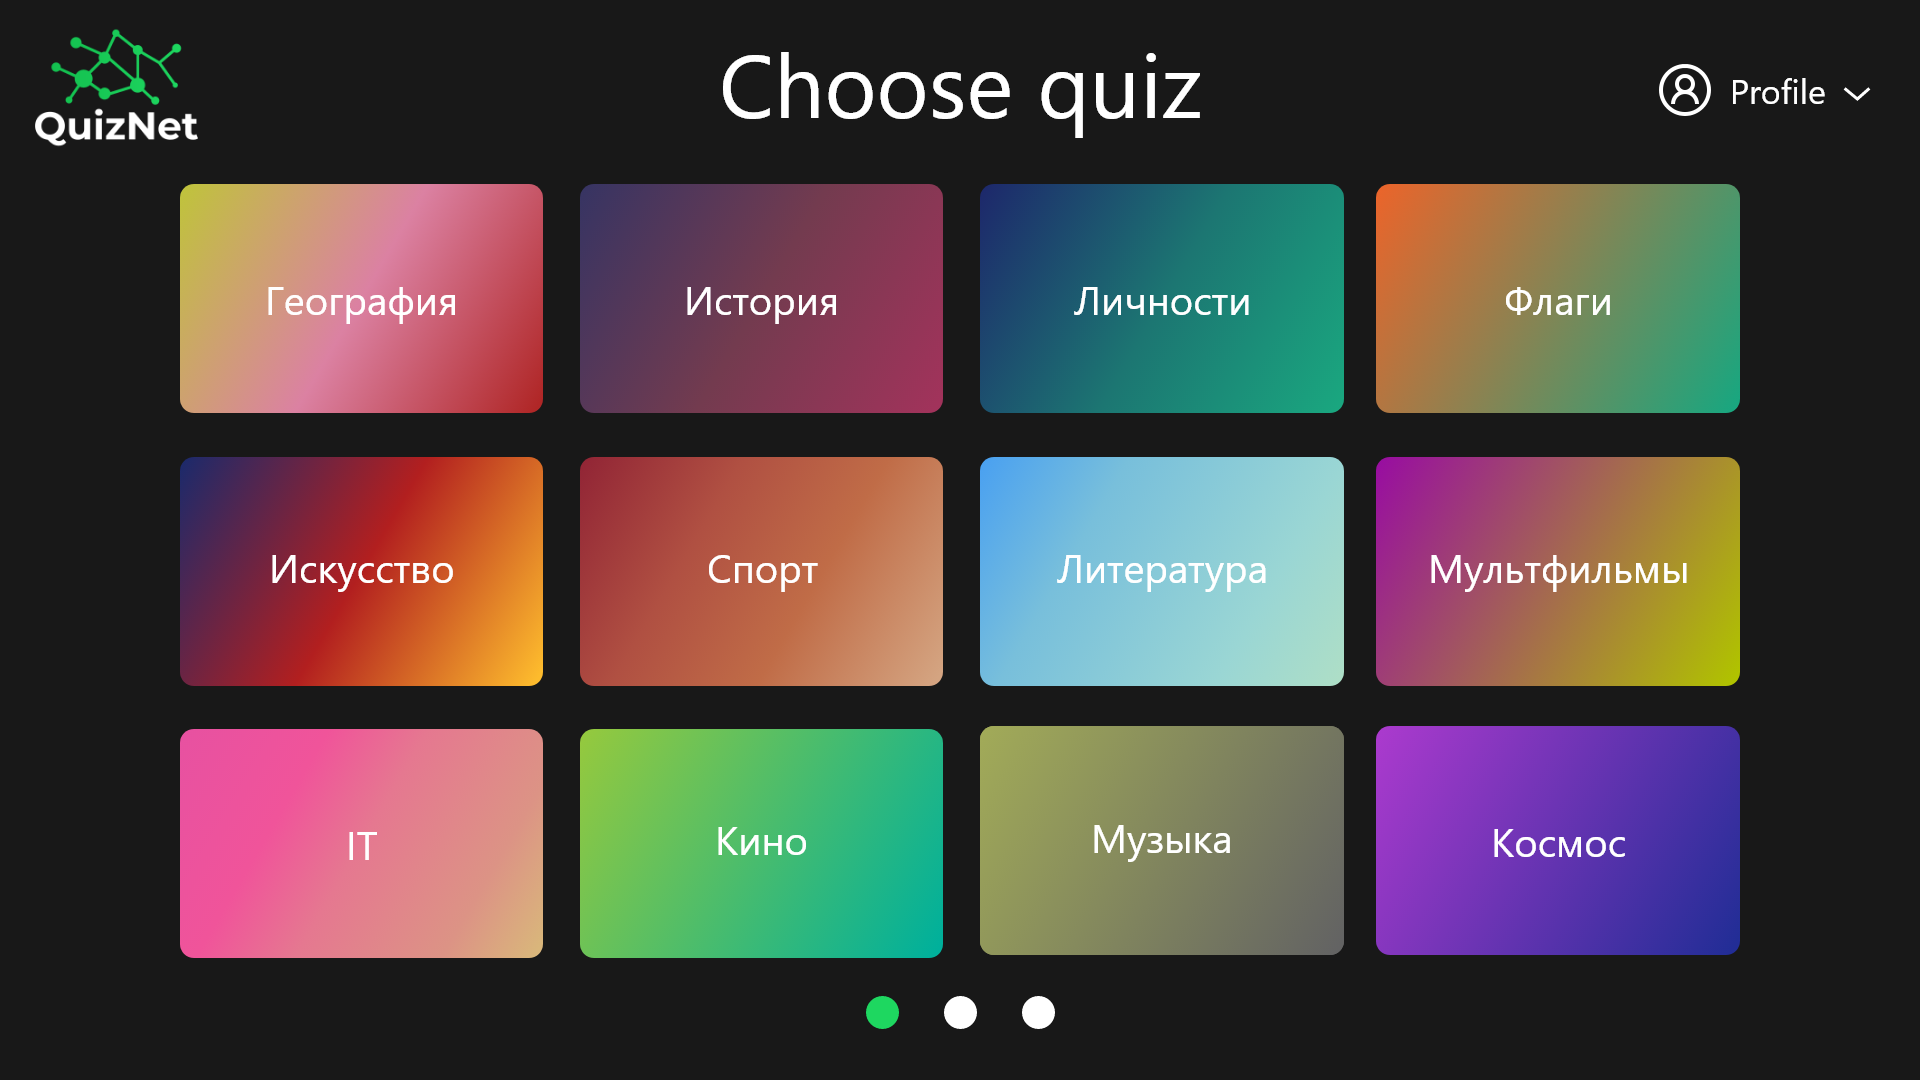 QuizNet
Choose quiz
Profile
География
История
Личности
Флаги
Искусство
Спорт
Литература
Мультфильмы
IT
Кино
Музыка
Космос